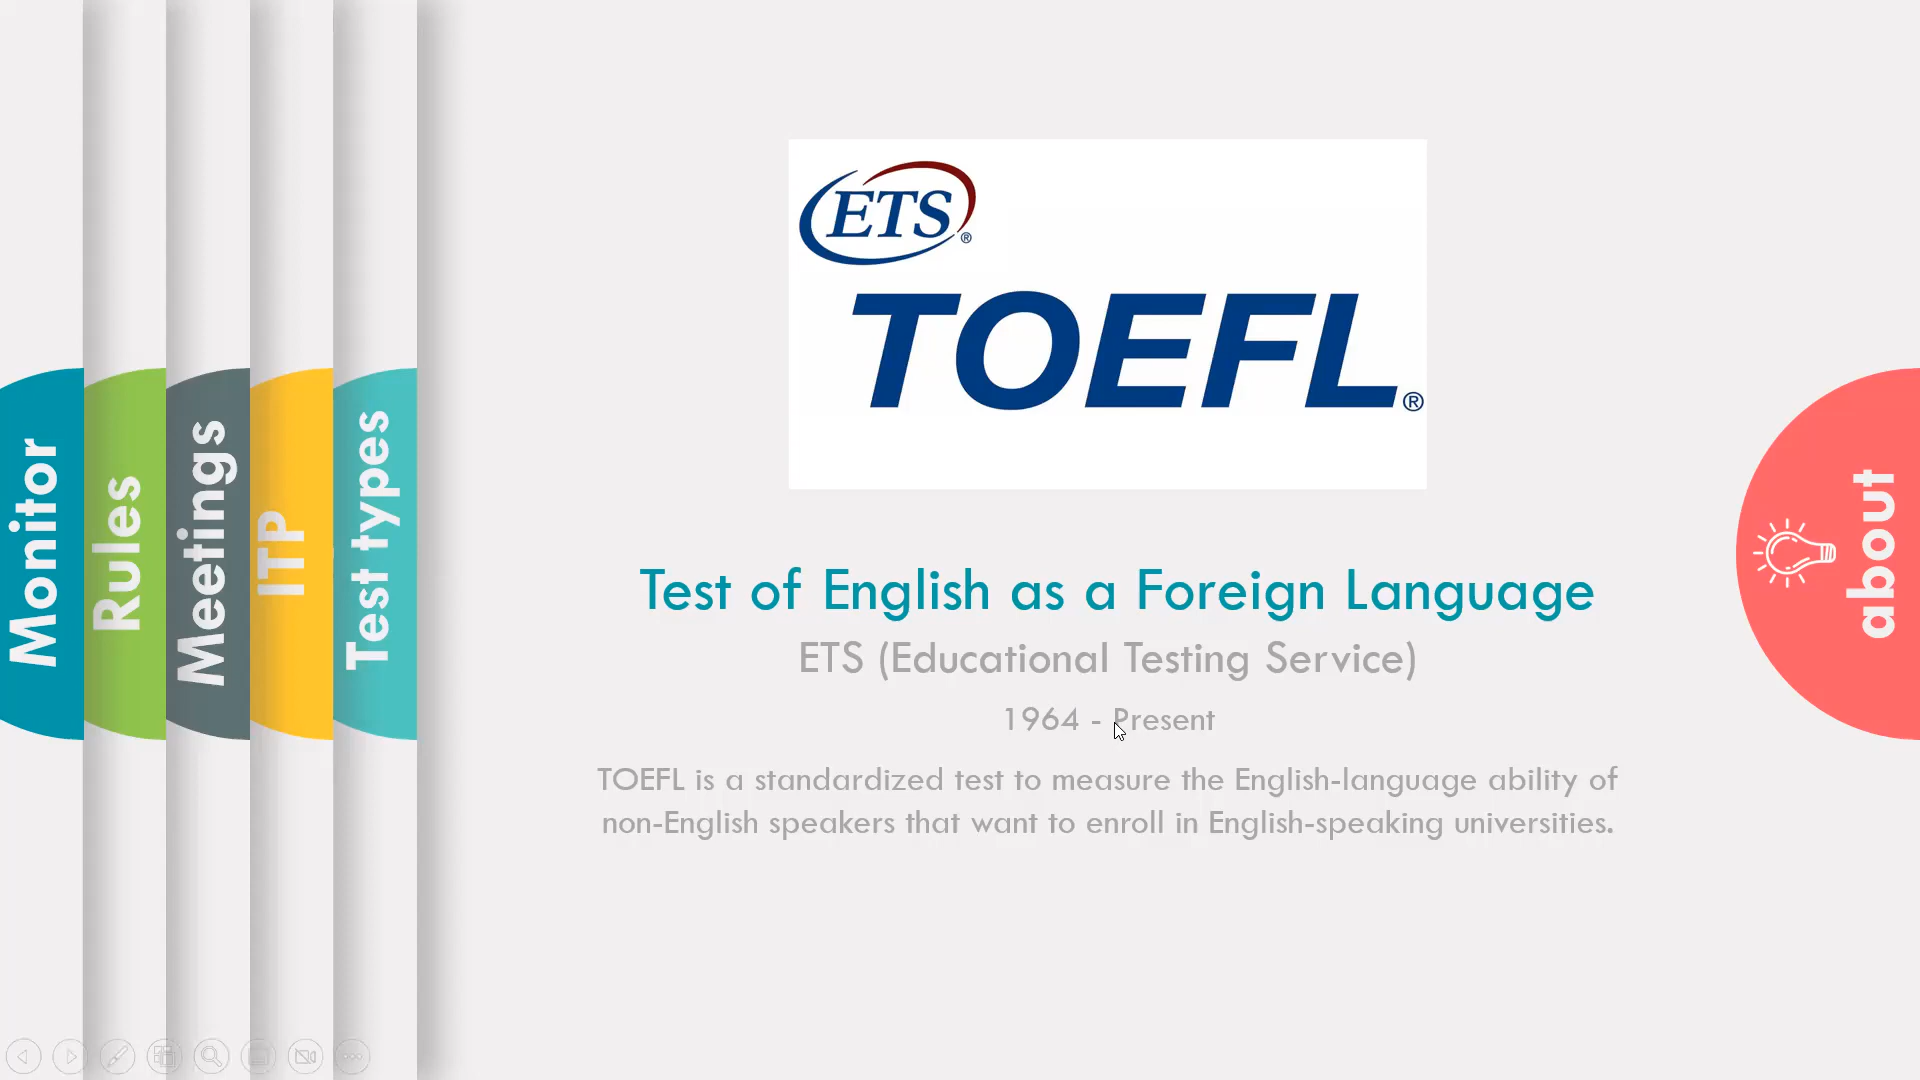 Monitor
Rules
Meetings
ITP
Test types
ETS®
TOEFL®
Test of English as a Foreign Language
ETS (Educational Testing Service)
1964 - Present
TOEFL is a standardized test to measure the English-language ability of
non-English speakers that want to enroll in English-speaking universities.
about